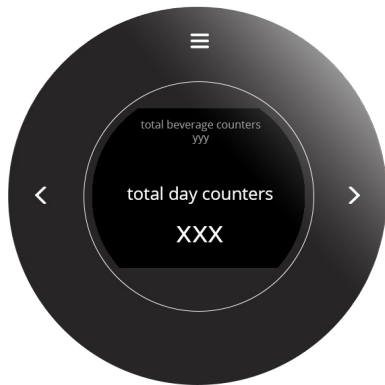 total beverage counters
yyy
total day counters
xxx